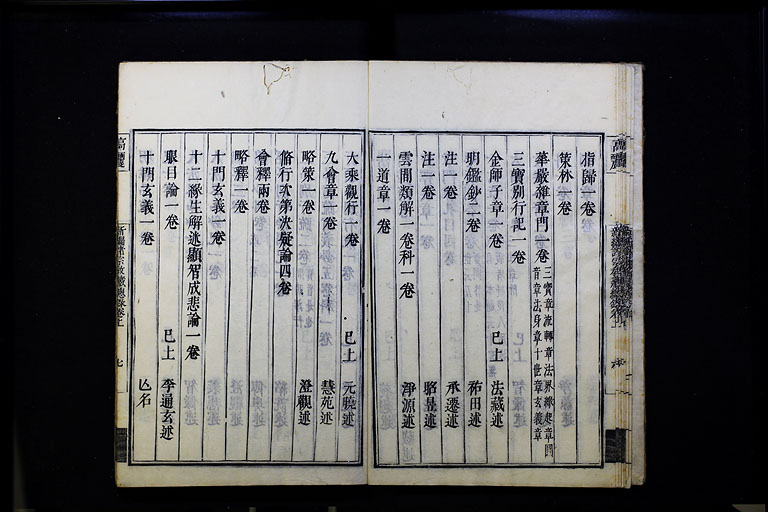 指歸一卷
策林一卷
華嚴雜章門一卷 三寶章流轉章法界緣起章圓
音章法身章十世章玄義章
三寶別行記一卷
金師子章一卷 已上 法藏述
明鑑鈔二卷 祐田述
注一卷 承遷述
注一卷 昭昱述
雲間類解一卷科一卷 淨源述
一道章一卷
大乘觀行一卷 已上 元曉述
九會章一卷 慧苑述
略策一卷 澄觀述
脩行次第決疑論四卷
會釋兩卷
略釋一卷
十門玄義一卷
十二緣生解迷顯智成悲論一卷
眼目論一卷 已上 李通玄述
十門玄義一卷 亾名
高麗
七